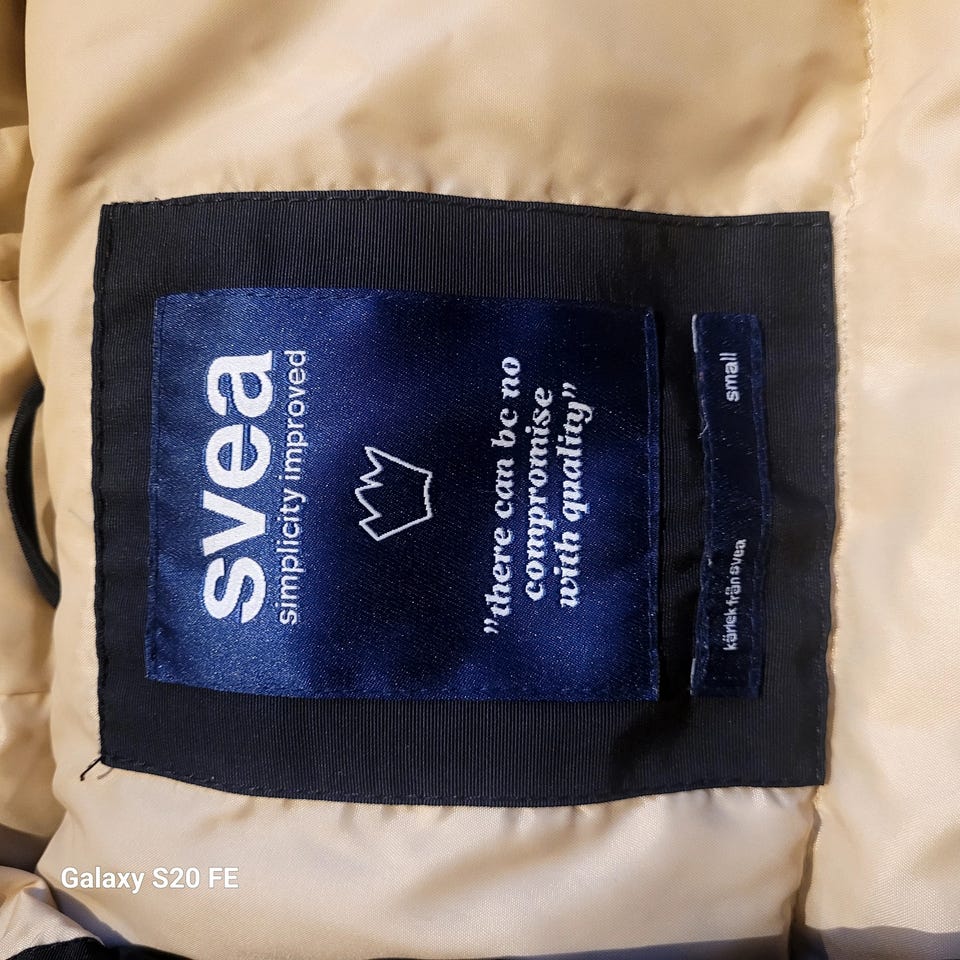 svea
simplicity improved
”there can be no
compromise
with quality”
kärlek från svea
small
Galaxy S20 FE